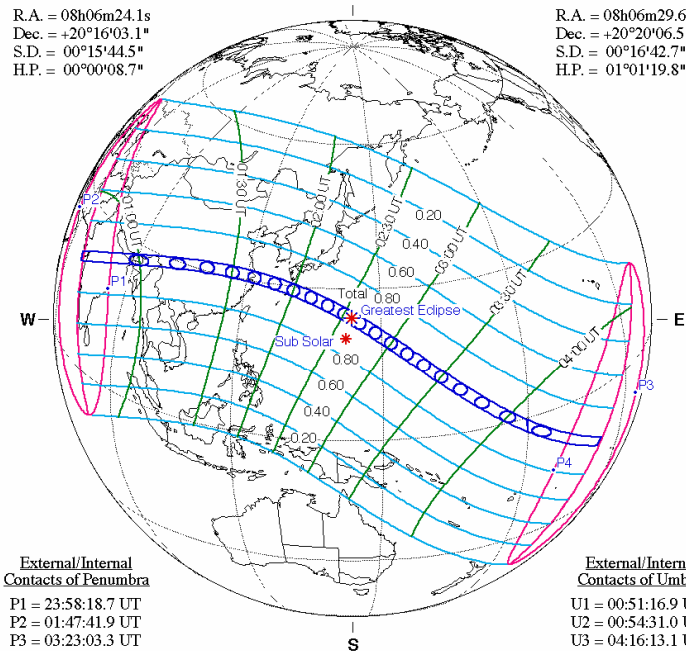 R.A. = 08h06m24.1s
Dec. = +20°16'03.1"
S.D. = 00°15'44.5"
H.P. = 00°00'08.7"
R.A. = 08h06m29.6
Dec. = +20°20'06.5
S.D. = 00°16'42.7"
H.P. = 01°01'19.8"
P2
01:00 UT
01:30 UT
02:00 UT
02:30 UT
03:00 UT
03:30 UT
04:00 UT
0.20
0.40
0.60
0.80
P1
Total
Greatest Eclipse
W
E
Sub Solar
0.80
0.60
0.40
0.20
P3
P4
External/Internal
Contacts of Penumbra
P1 = 23:58:18.7 UT
P2 = 01:47:41.9 UT
P3 = 03:23:03.3 UT
S
External/Intern
Contacts of Umb
U1 = 00:51:16.9 U
U2 = 00:54:31.0 U
U3 = 04:16:13.1 U